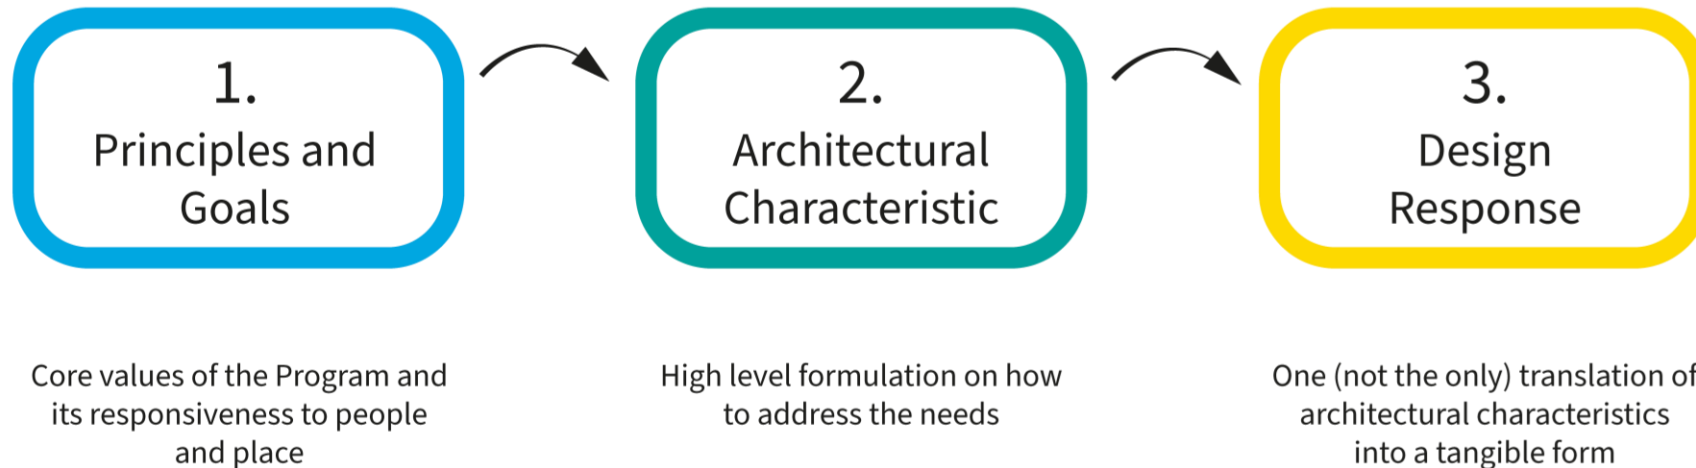 1.
Principles and
Goals
2.
Architectural
Characteristic
3.
Design
Response
Core values of the Program and
its responsiveness to people
and place
High level formulation on how
to address the needs
One (not the only) translation of
architectural characteristics
into a tangible form